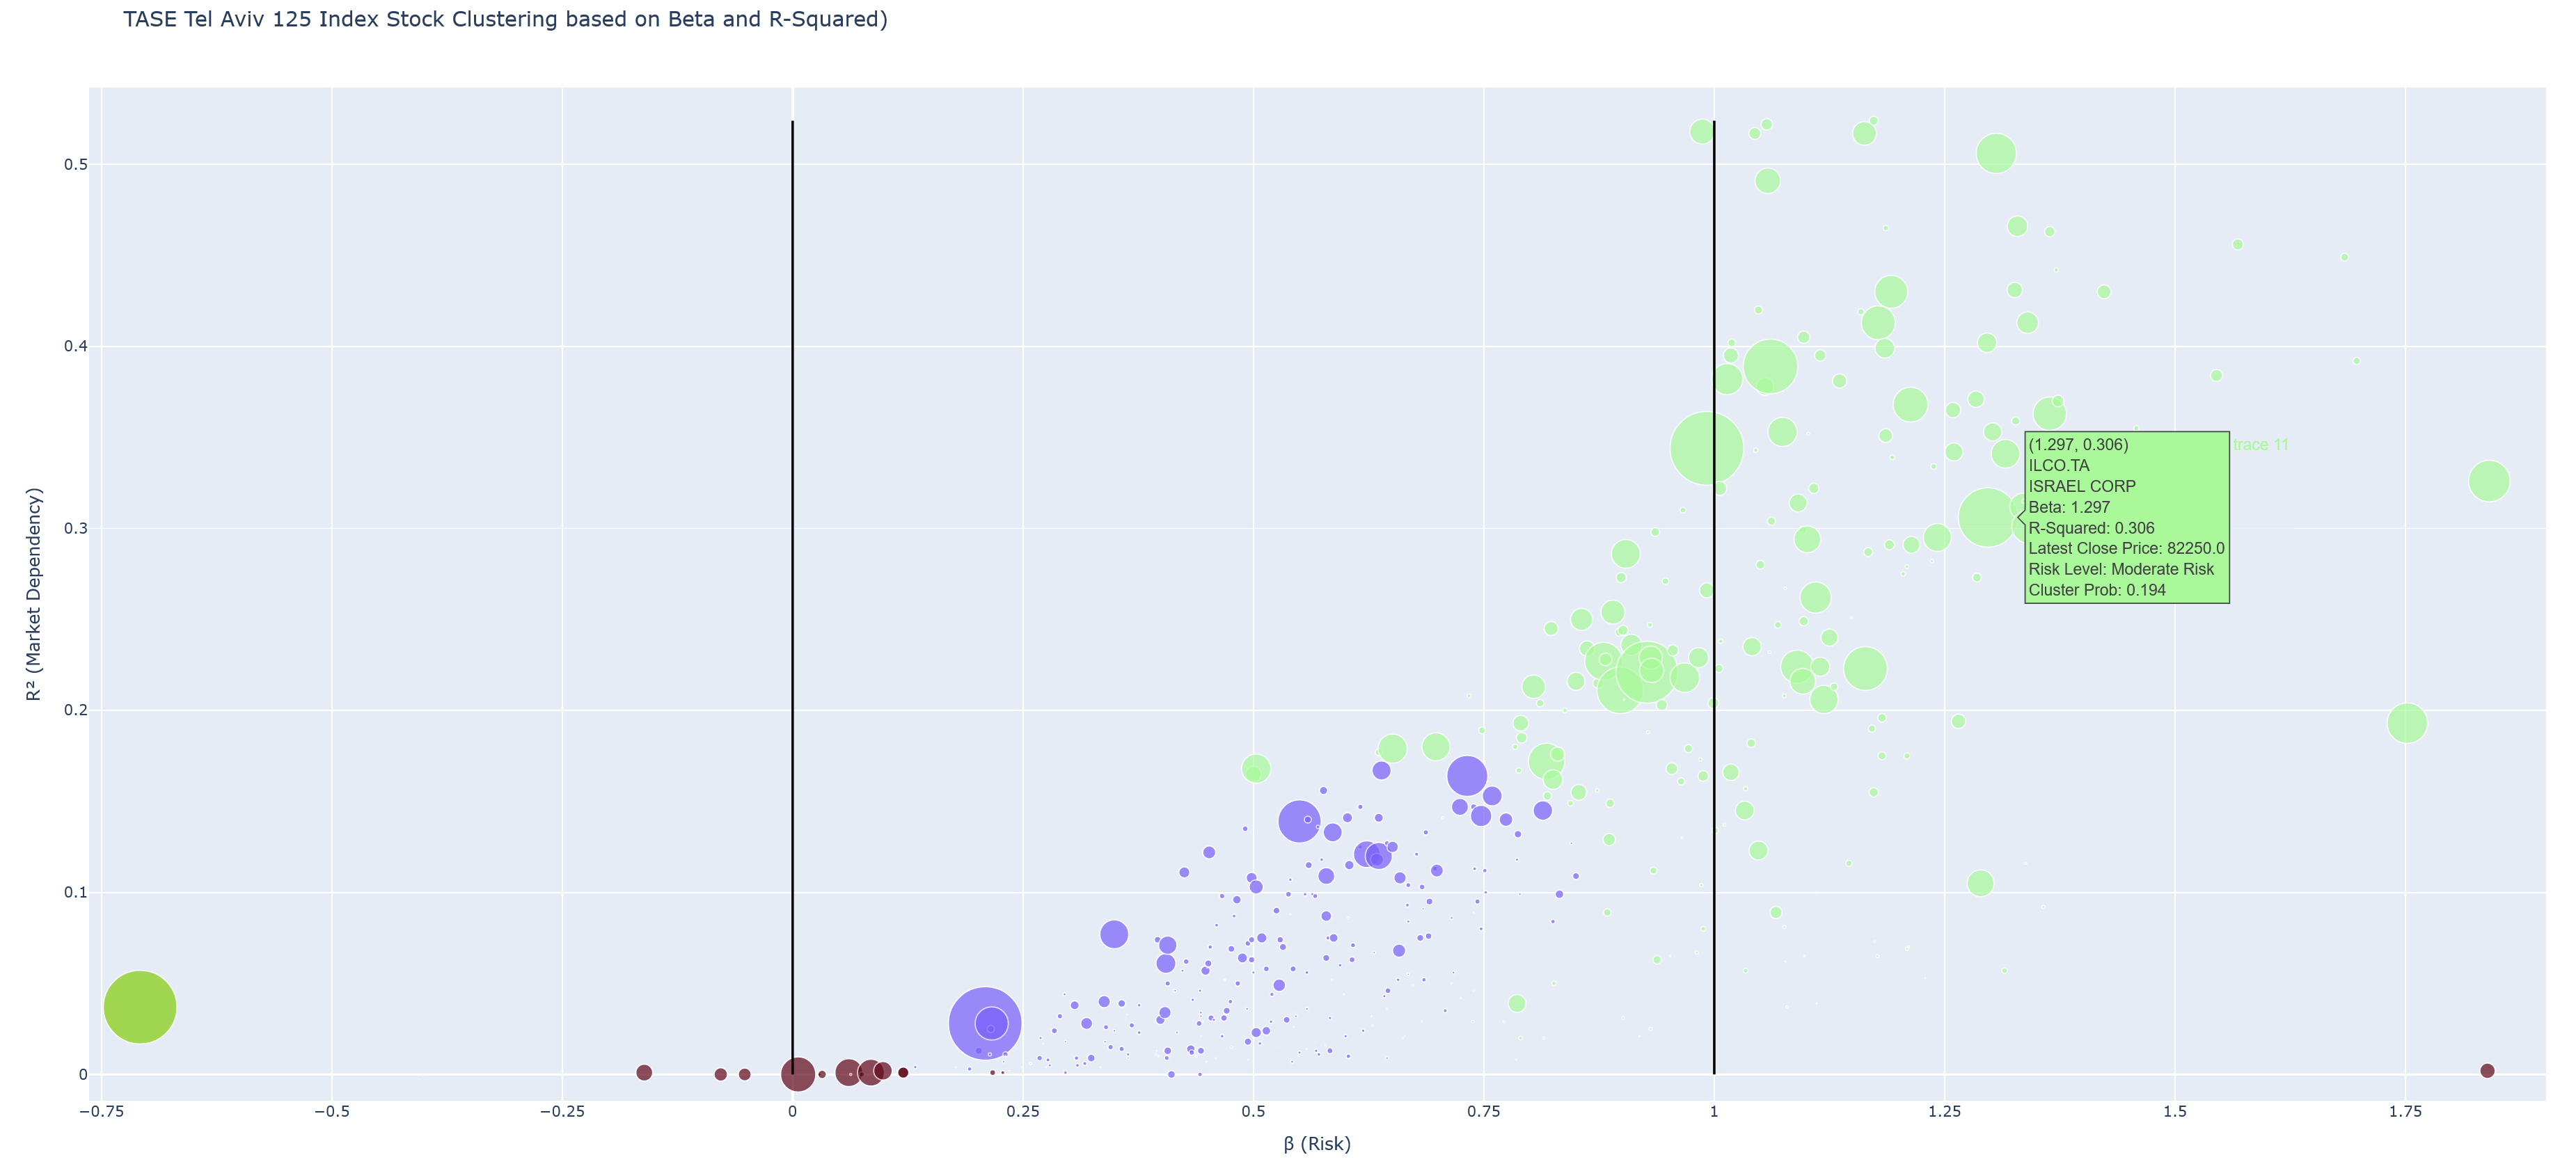 TASE Tel Aviv 125 Index Stock Clustering based on Beta and R-Squared)
0.5
0.4
0.3
0.2
0.1
0
R² (Market Dependency)
(1.297, 0.306)
ILCO.TA
ISRAEL CORP
Beta: 1.297
R-Squared: 0.306
Latest Close Price: 82250.0
Risk Level: Moderate Risk
Cluster Prob: 0.194
trace 11
−0.75
−0.5
−0.25
0
0.25
0.5
0.75
1
1.25
1.5
1.75
β (Risk)